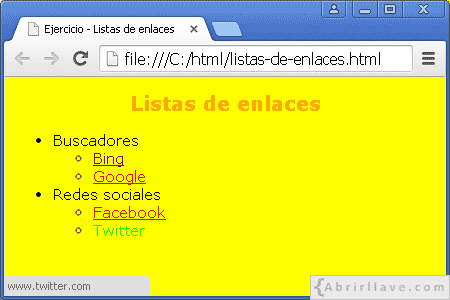 Ejercicio - Listas de enlaces
file:///C:/html/listas-de-enlaces.html
Listas de enlaces
Buscadores
Bing
Google
Redes sociales
Facebook
Twitter
www.twitter.com
{Abrirllave.com